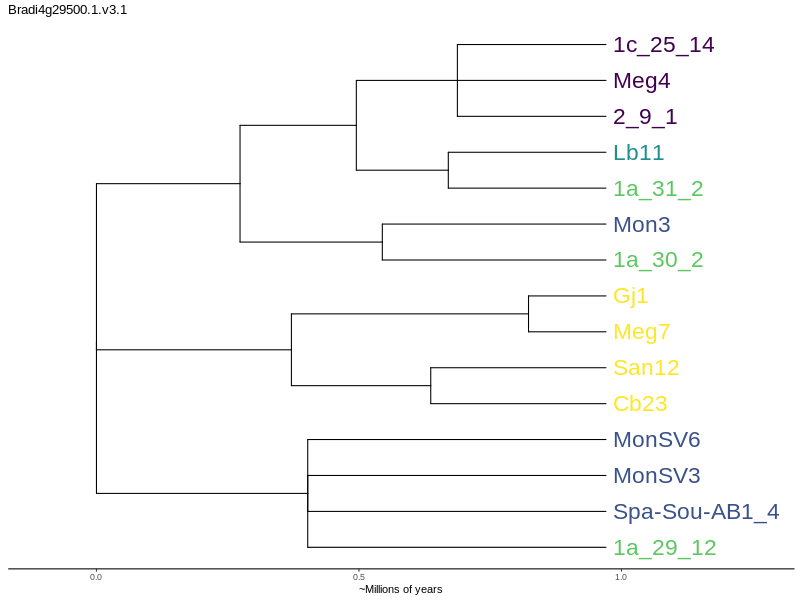 Bradi4g29500.1.v3.1
1c_25_14
Meg4
2_9_1
Lb11
1a_31_2
Mon3
1a_30_2
Gj1
Meg7
San12
Cb23
MonSV6
MonSV3
Spa-Sou-AB1_4
1a_29_12
0.0 0.5 1.0
~Millions of years